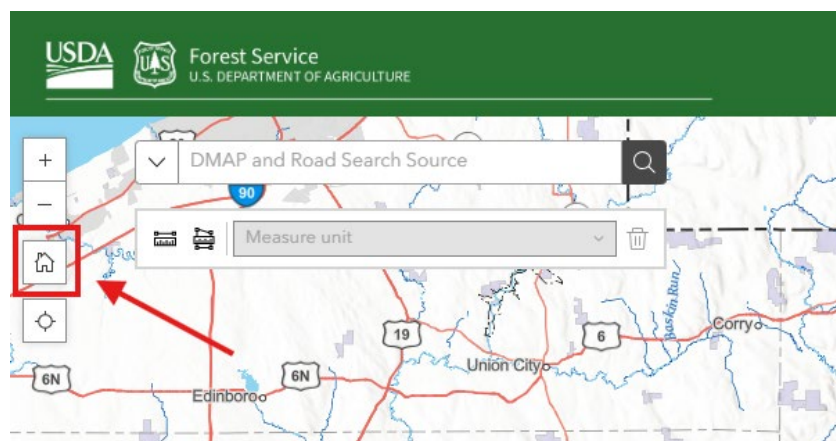 USDA
UAS
Forest Service
U.S. DEPARTMENT OF AGRICULTURE
+
DMAP and Road Search Source
−
90
Measure unit
Baskin Run
19
6
Corry
Union City
6N
6N
Edinboro